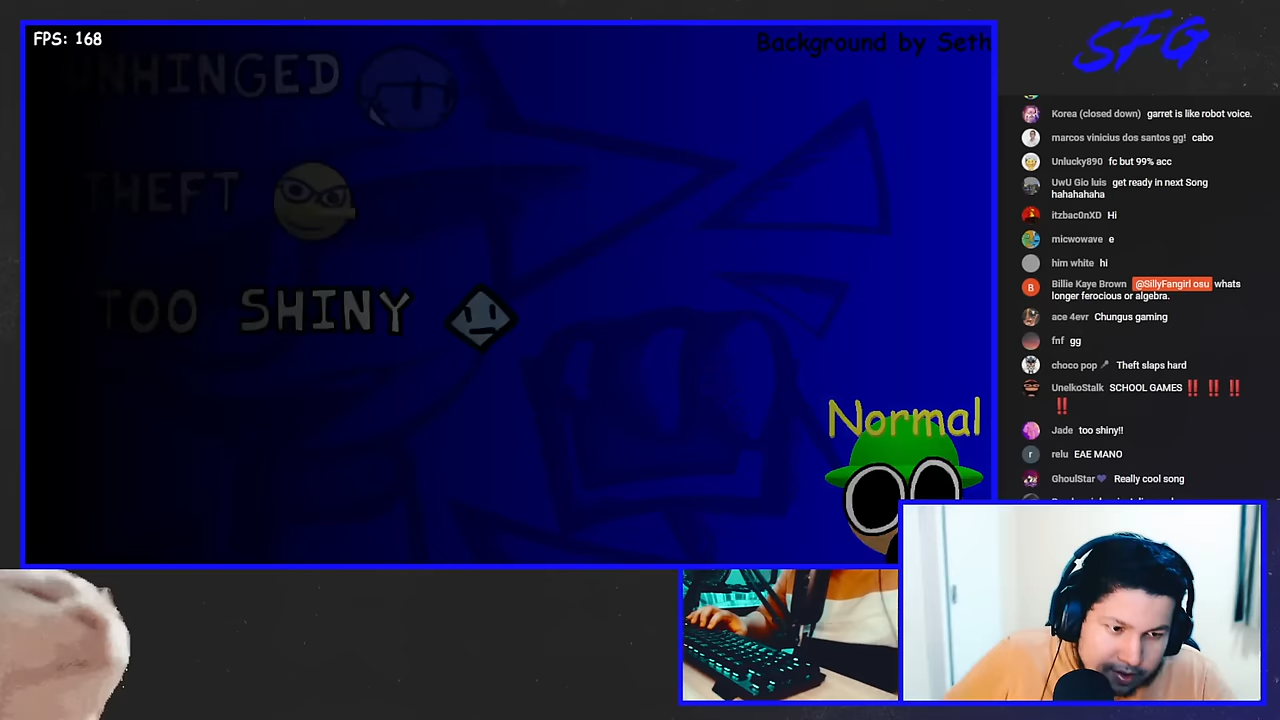 FPS: 168
Background by Seth
UNHINGED
THEFT
TOO SHINY
Normal
SFG
Korea (closed down) garret is like robot voice.
marcos vinicius dos santos gg! cabo
Unlucky890 fc but 99% acc
UwU Gio luis get ready in next Song
hahahahaha
itzbac0nXD Hi
micwowave e
him white hi
B
Billie Kaye Brown @SillyFangirl osu whats
longer ferocious or algebra.
ace 4evr Chungus gaming
fnf gg
choco pop 🎤 Theft slaps hard
UnelkoStalk SCHOOL GAMES ‼️ ‼️ ‼️
‼️
Jade too shiny!!
r
relu EAE MANO
GhoulStar💜 Really cool song